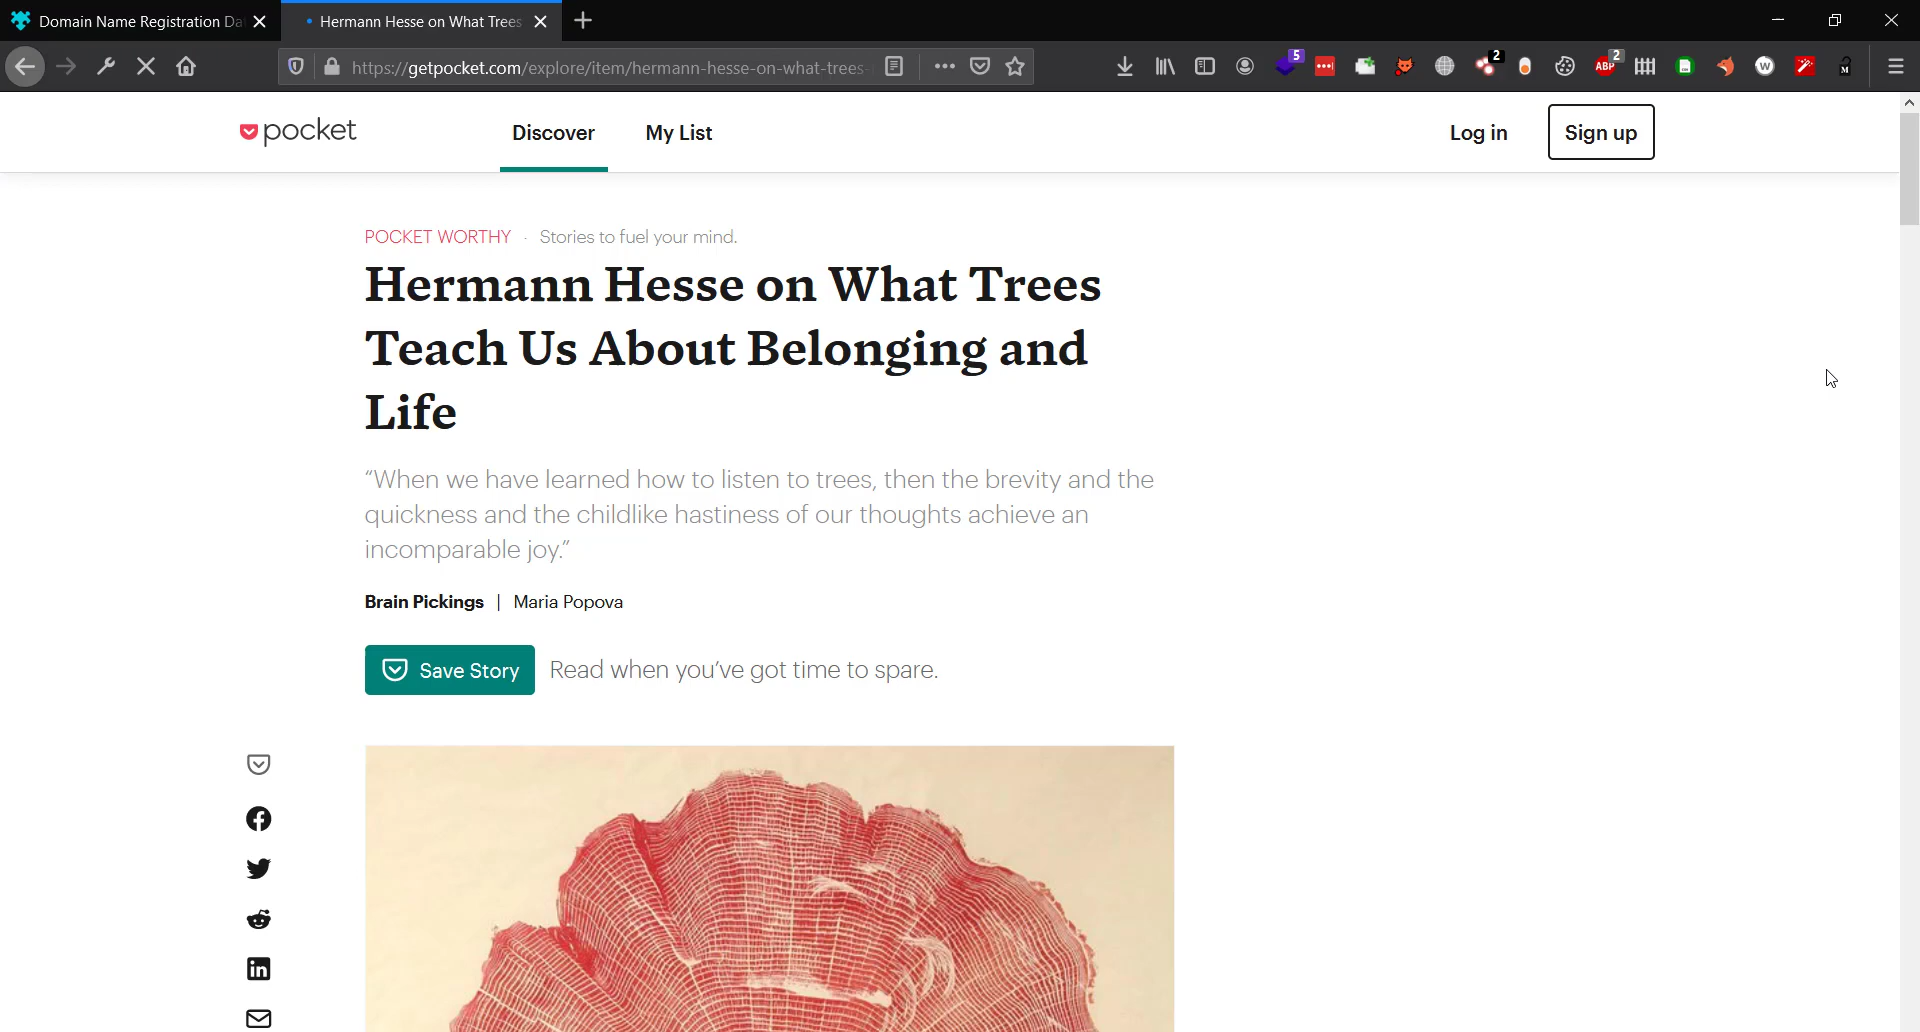 Domain Name Registration Da
Hermann Hesse on What Trees
https://getpocket.com/explore/item/hermann-hesse-on-what-trees-
5
2
ABP
2
W
M
pocket
Discover
My List
Log in
Sign up
POCKET WORTHY · Stories to fuel your mind.
Hermann Hesse on What Trees
Teach Us About Belonging and
Life
“When we have learned how to listen to trees, then the brevity and the
quickness and the childlike hastiness of our thoughts achieve an
incomparable joy.”
Brain Pickings | Maria Popova
Save Story
Read when you’ve got time to spare.